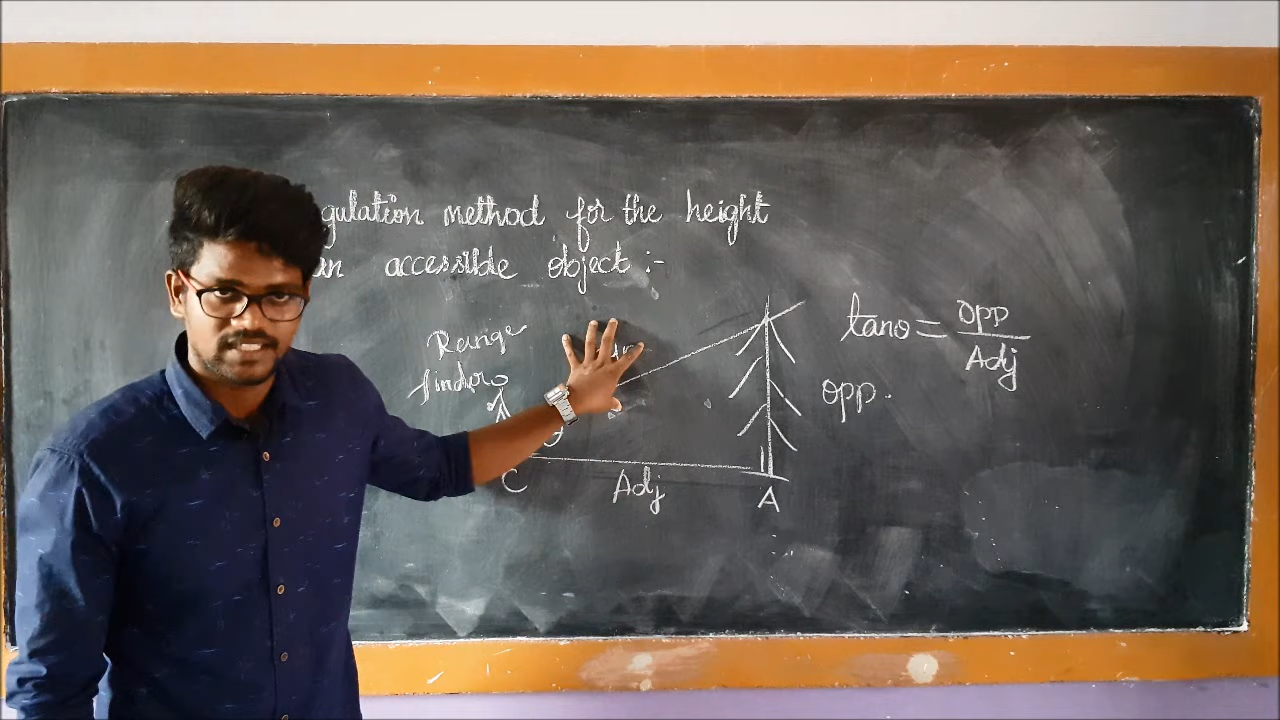 gulation method for the height
an accessible object :-
Range
finder
tanθ = opp
Adj
opp.
C
Adj
A